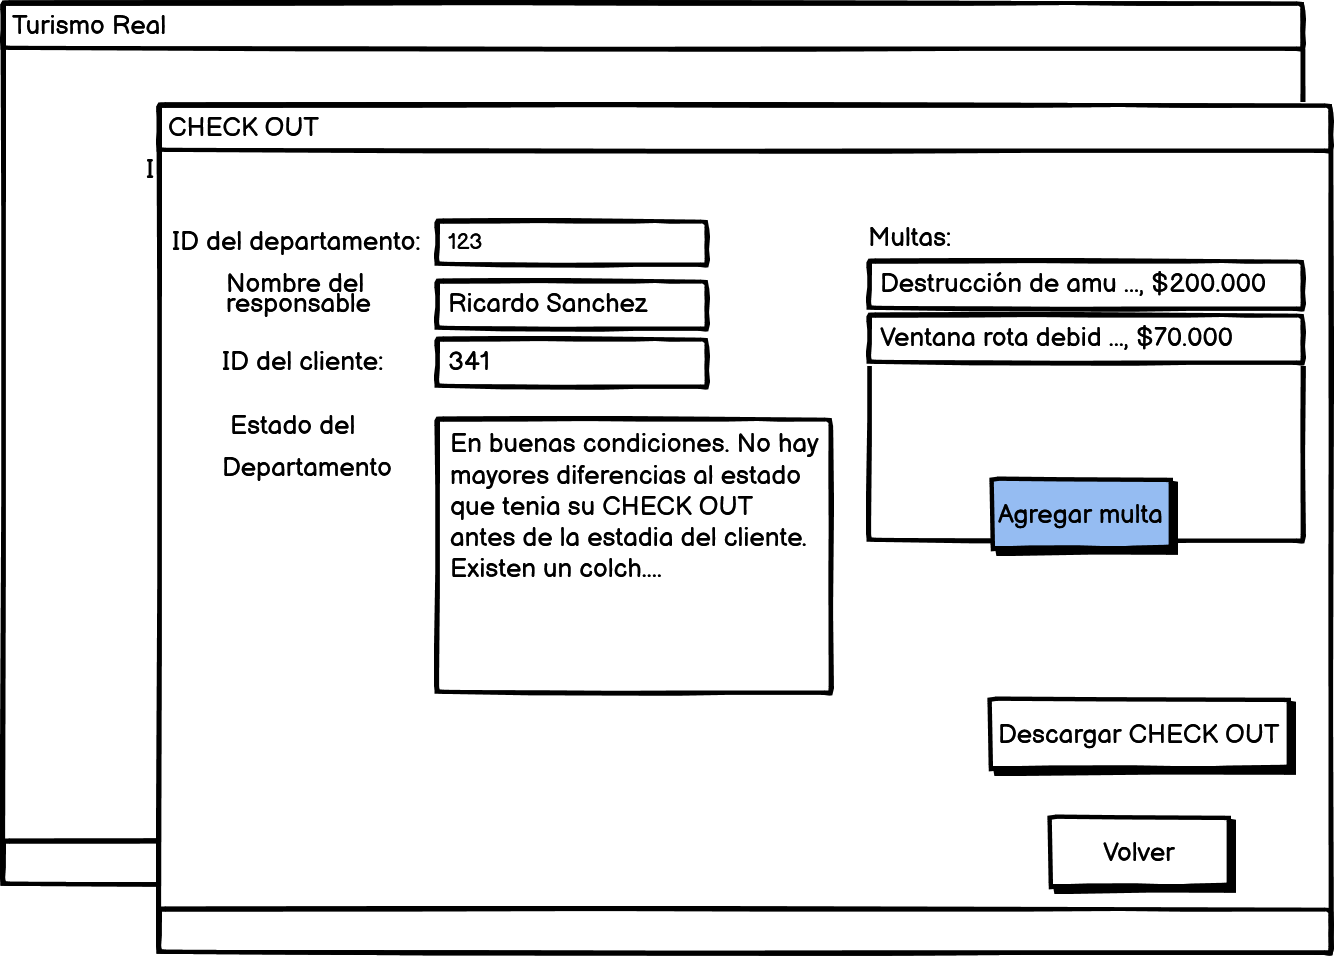 Turismo Real
CHECK OUT
I
ID del departamento:
123
Nombre del
responsable
Ricardo Sanchez
ID del cliente:
341
Estado del
Departamento
En buenas condiciones. No hay
mayores diferencias al estado
que tenia su CHECK OUT
antes de la estadia del cliente.
Existen un colch....
Multas:
Destrucción de amu ..., $200.000
Ventana rota debid ..., $70.000
Agregar multa
Descargar CHECK OUT
Volver